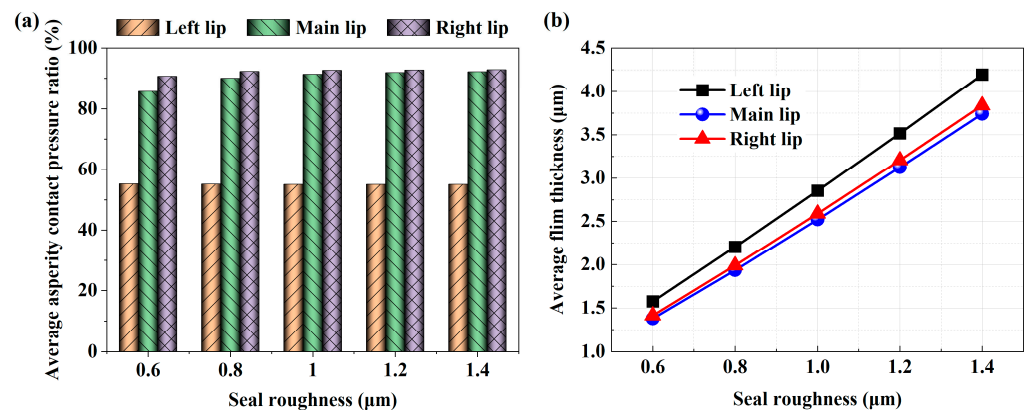 (a)
Left lip Main lip Right lip
Average asperity contact pressure ratio (%)
100
80
60
40
20
0
0.6 0.8 1 1.2 1.4
Seal roughness (μm)
(b)
Left lip
Main lip
Right lip
Average flim thickness (μm)
4.5
4.0
3.5
3.0
2.5
2.0
1.5
1.0
0.6 0.8 1.0 1.2 1.4
Seal roughness (μm)